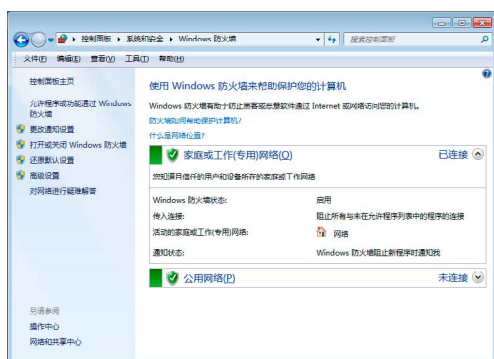 控制面板 ▸ 系统和安全 ▸ Windows 防火墙
搜索控制面板
文件(F) 编辑(E) 查看(V) 工具(T) 帮助(H)
控制面板主页
允许程序或功能通过 Windows
防火墙
更改通知设置
打开或关闭 Windows 防火墙
还原默认设置
高级设置
对网络进行疑难解答
另请参阅
操作中心
网络和共享中心
使用 Windows 防火墙来帮助保护您的计算机
Windows 防火墙有助于防止黑客或恶意软件通过 Internet 或网络访问您的计算机。
防火墙如何帮助保护计算机?
什么是网络位置?
家庭或工作(专用)网络(O) 已连接
您知道且信任的用户和设备所在的家庭或工作网络
Windows 防火墙状态: 启用
传入连接: 阻止所有与未在允许程序列表中的程序的连接
活动的家庭或工作(专用)网络: 网络
通知状态: Windows 防火墙阻止新程序时通知我
公用网络(P) 未连接